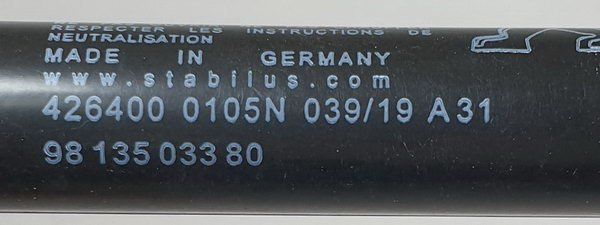 RESPECTER LES INSTRUCTIONS DE
NEUTRALISATION
MADE IN GERMANY
www.stabilus.com
426400 0105N 039/19 A31
98 135 033 80